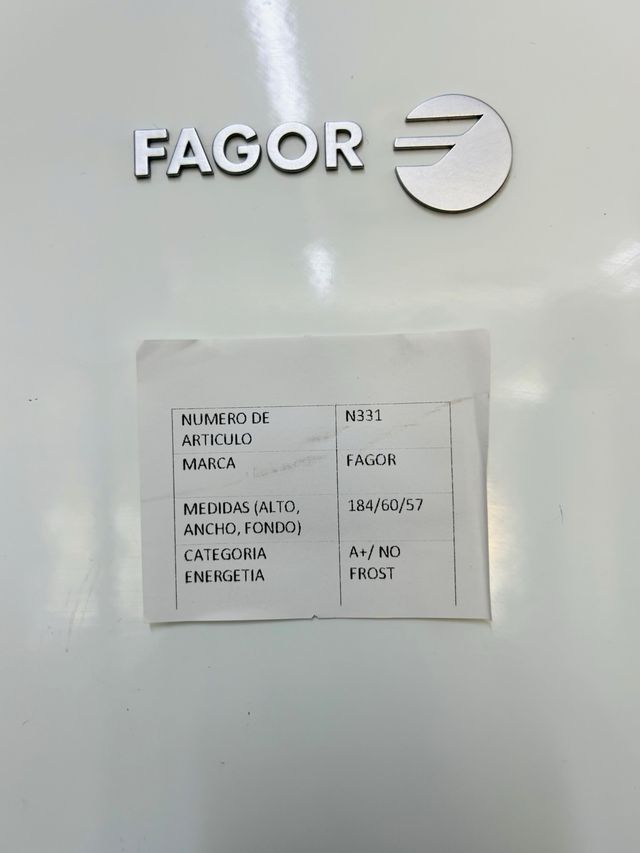 FAGOR
NUMERO DE ARTICULO N331
MARCA FAGOR
MEDIDAS (ALTO, ANCHO, FONDO) 184/60/57
CATEGORIA ENERGETIA A+/ NO FROST